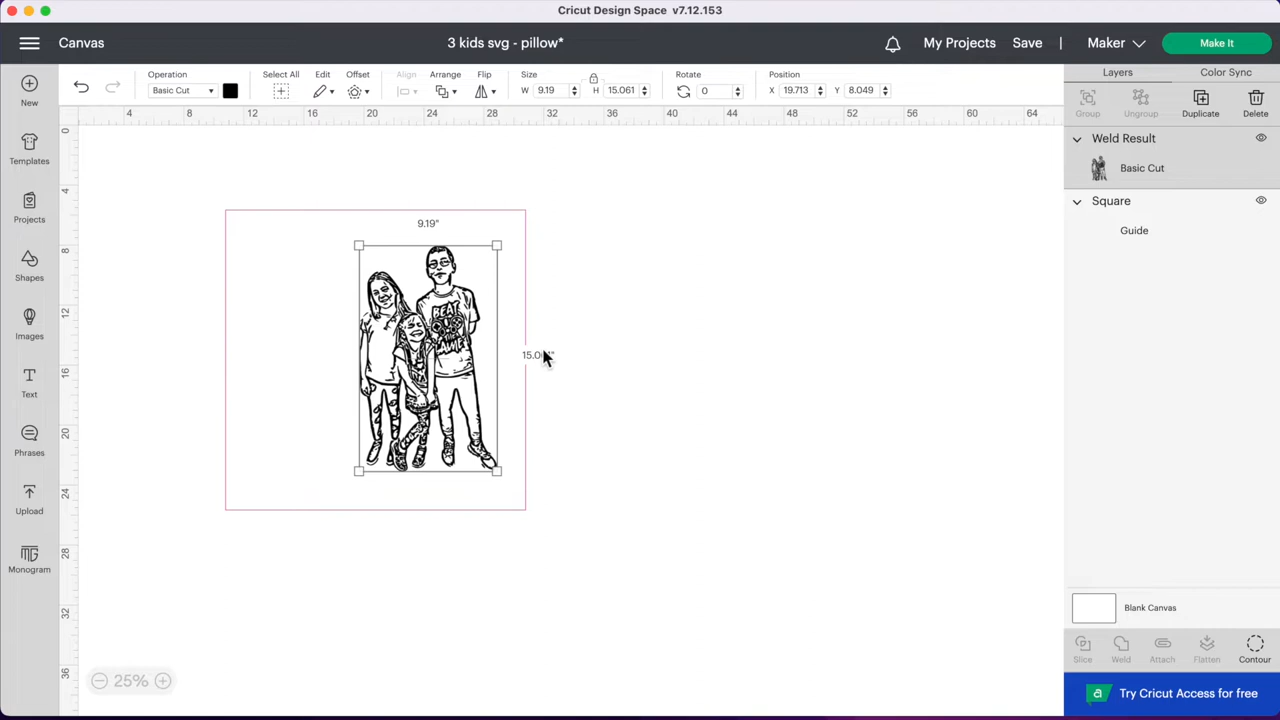 Cricut Design Space v7.12.153
Canvas
3 kids svg - pillow*
My Projects
Save
|
Maker
Make It
Operation
Basic Cut
Select All
Edit
Offset
Align
Arrange
Flip
Size
W 9.19
H 15.061
Rotate
0
Position
X 19.713
Y 8.049
Layers
Color Sync
Group
Ungroup
Duplicate
Delete
4 8 12 16 20 24 28 32 36 40 44 48 52 56 60 64
0
4
8
12
16
20
24
28
32
36
New
Templates
Projects
Shapes
Images
Text
Phrases
Upload
Monogram
9.19"
BEAT
Weld Result
Basic Cut
Square
Guide
25%
Blank Canvas
Slice
Weld
Attach
Flatten
Contour
a
Try Cricut Access for free